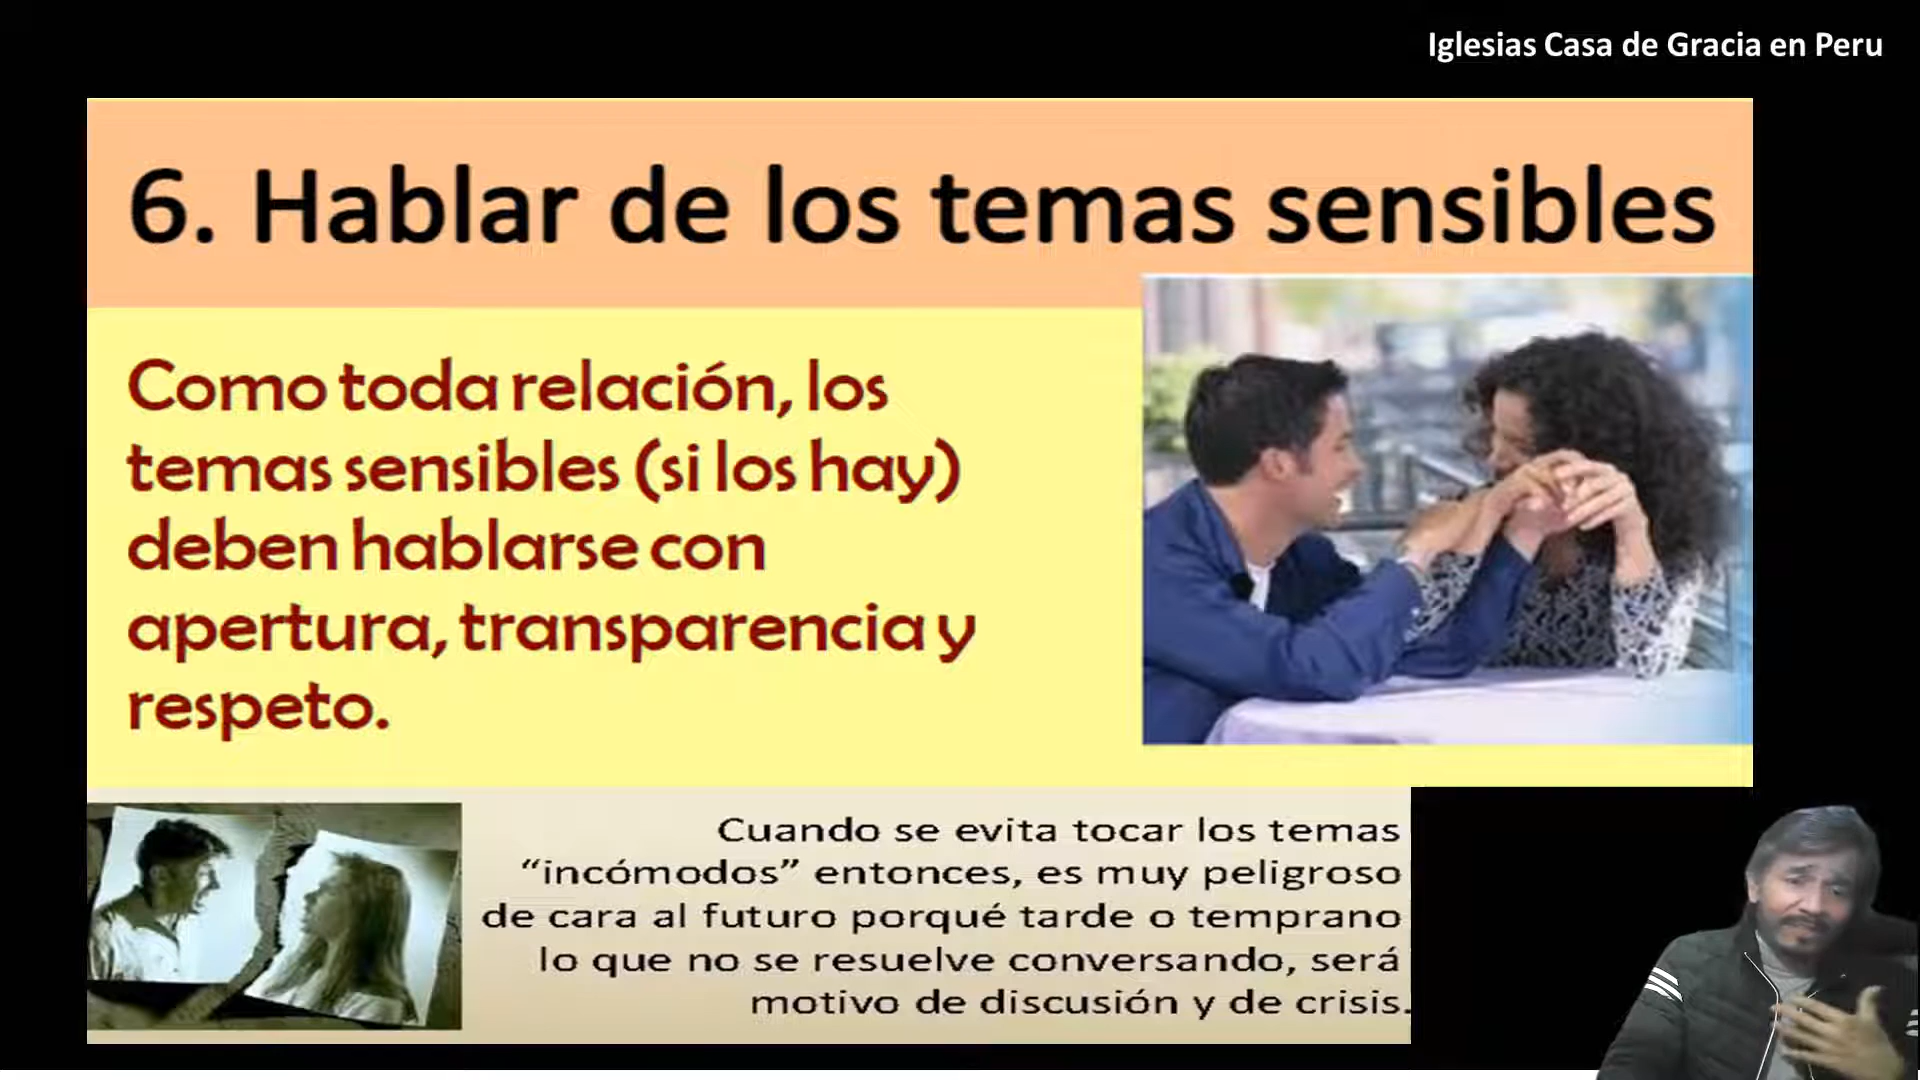 Iglesias Casa de Gracia en Peru
6. Hablar de los temas sensibles
Como toda relación, los
temas sensibles (si los hay)
deben hablarse con
apertura, transparencia y
respeto.
Cuando se evita tocar los temas
“incómodos” entonces, es muy peligroso
de cara al futuro porqué tarde o temprano
lo que no se resuelve conversando, será
motivo de discusión y de crisis.